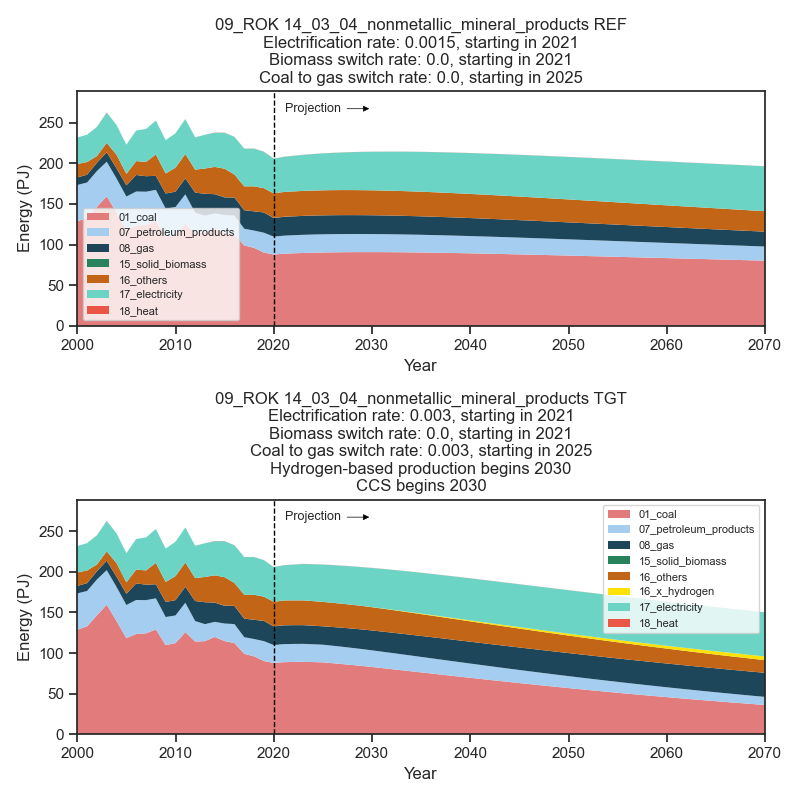 09_ROK 14_03_04_nonmetallic_mineral_products REF
Electrification rate: 0.0015, starting in 2021
Biomass switch rate: 0.0, starting in 2021
Coal to gas switch rate: 0.0, starting in 2025
Projection
Energy (PJ)
250
200
150
100
50
0
01_coal
07_petroleum_products
08_gas
15_solid_biomass
16_others
17_electricity
18_heat
2000 2010 2020 2030 2040 2050 2060 2070
Year
09_ROK 14_03_04_nonmetallic_mineral_products TGT
Electrification rate: 0.003, starting in 2021
Biomass switch rate: 0.0, starting in 2021
Coal to gas switch rate: 0.003, starting in 2025
Hydrogen-based production begins 2030
CCS begins 2030
Projection
Energy (PJ)
250
200
150
100
50
0
01_coal
07_petroleum_products
08_gas
15_solid_biomass
16_others
16_x_hydrogen
17_electricity
18_heat
2000 2010 2020 2030 2040 2050 2060 2070
Year